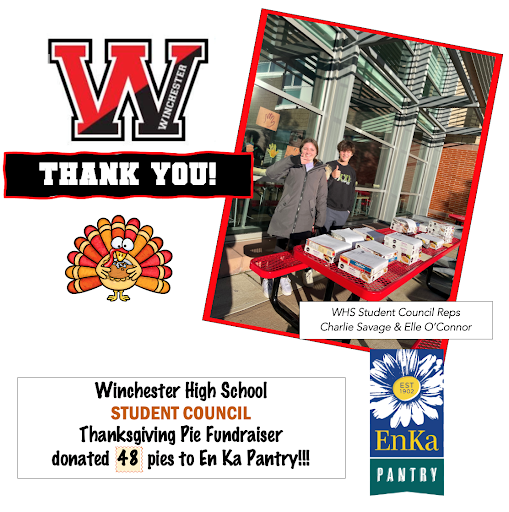 W
WINCHESTER
THANK YOU!
WHS Student Council Reps
Charlie Savage & Elle O'Connor
Winchester High School
STUDENT COUNCIL
Thanksgiving Pie Fundraiser
donated 48 pies to En Ka Pantry!!!
EST
1902
EnKa
PANTRY